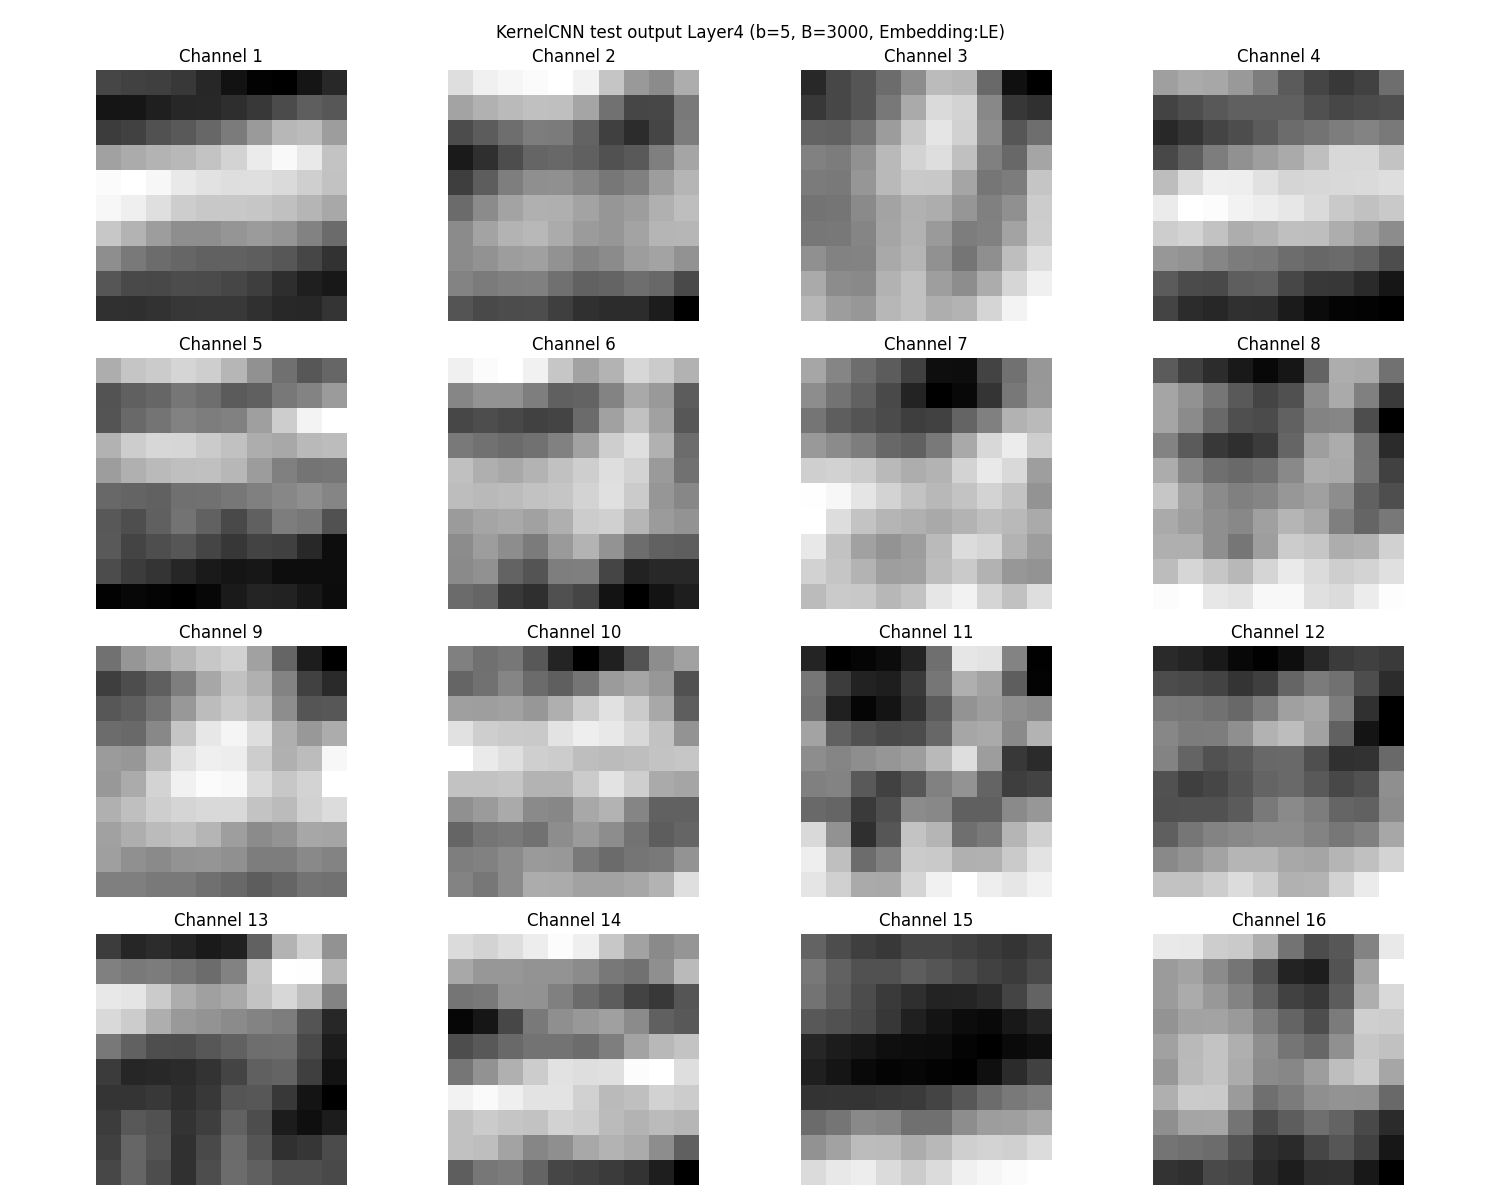 KernelCNN test output Layer4 (b=5, B=3000, Embedding:LE)
Channel 1
Channel 2
Channel 3
Channel 4
Channel 5
Channel 6
Channel 7
Channel 8
Channel 9
Channel 10
Channel 11
Channel 12
Channel 13
Channel 14
Channel 15
Channel 16